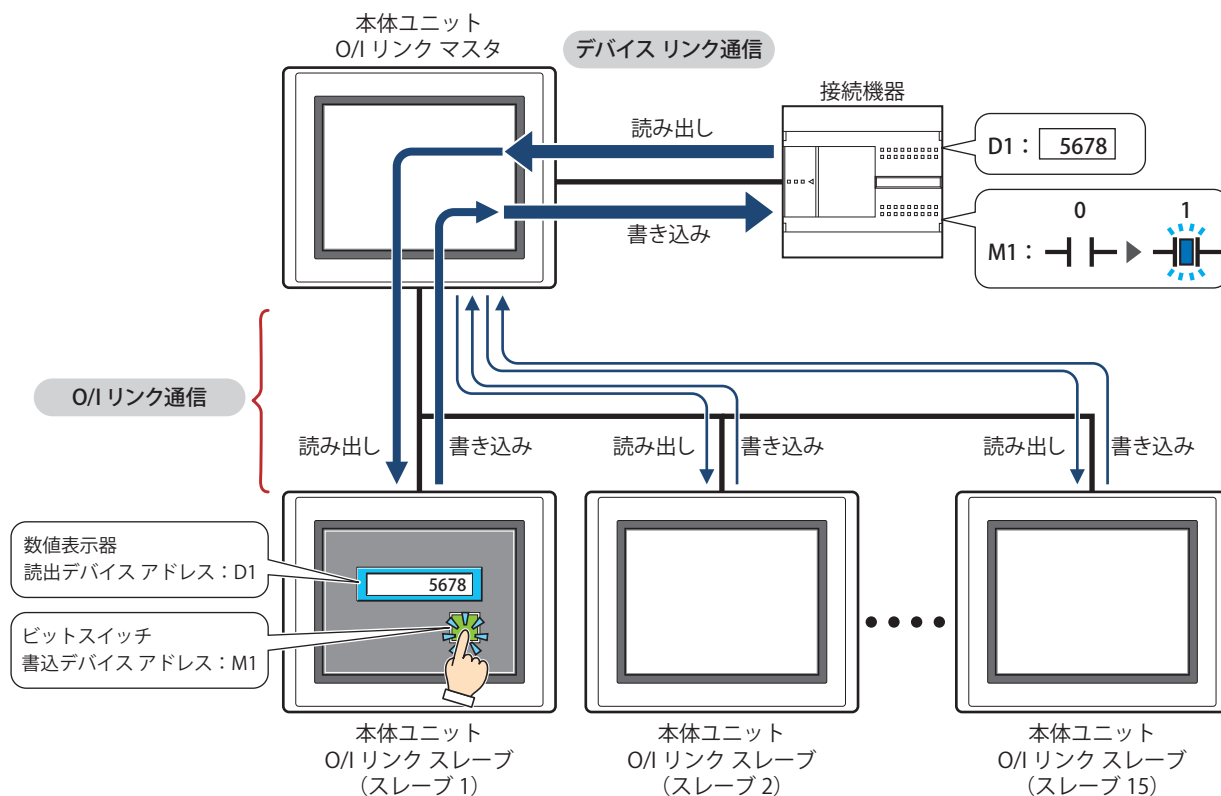 本体ユニット
O/I リンク マスタ
デバイス リンク通信
接続機器
読み出し
D1： 5678
書き込み
0 1
M1：
O/I リンク通信
読み出し 書き込み 読み出し 書き込み 読み出し 書き込み
数値表示器
読出デバイス アドレス：D1
5678
ビットスイッチ
書込デバイス アドレス：M1
本体ユニット
O/I リンク スレーブ
（スレーブ 1）
本体ユニット
O/I リンク スレーブ
（スレーブ 2）
本体ユニット
O/I リンク スレーブ
（スレーブ 15）